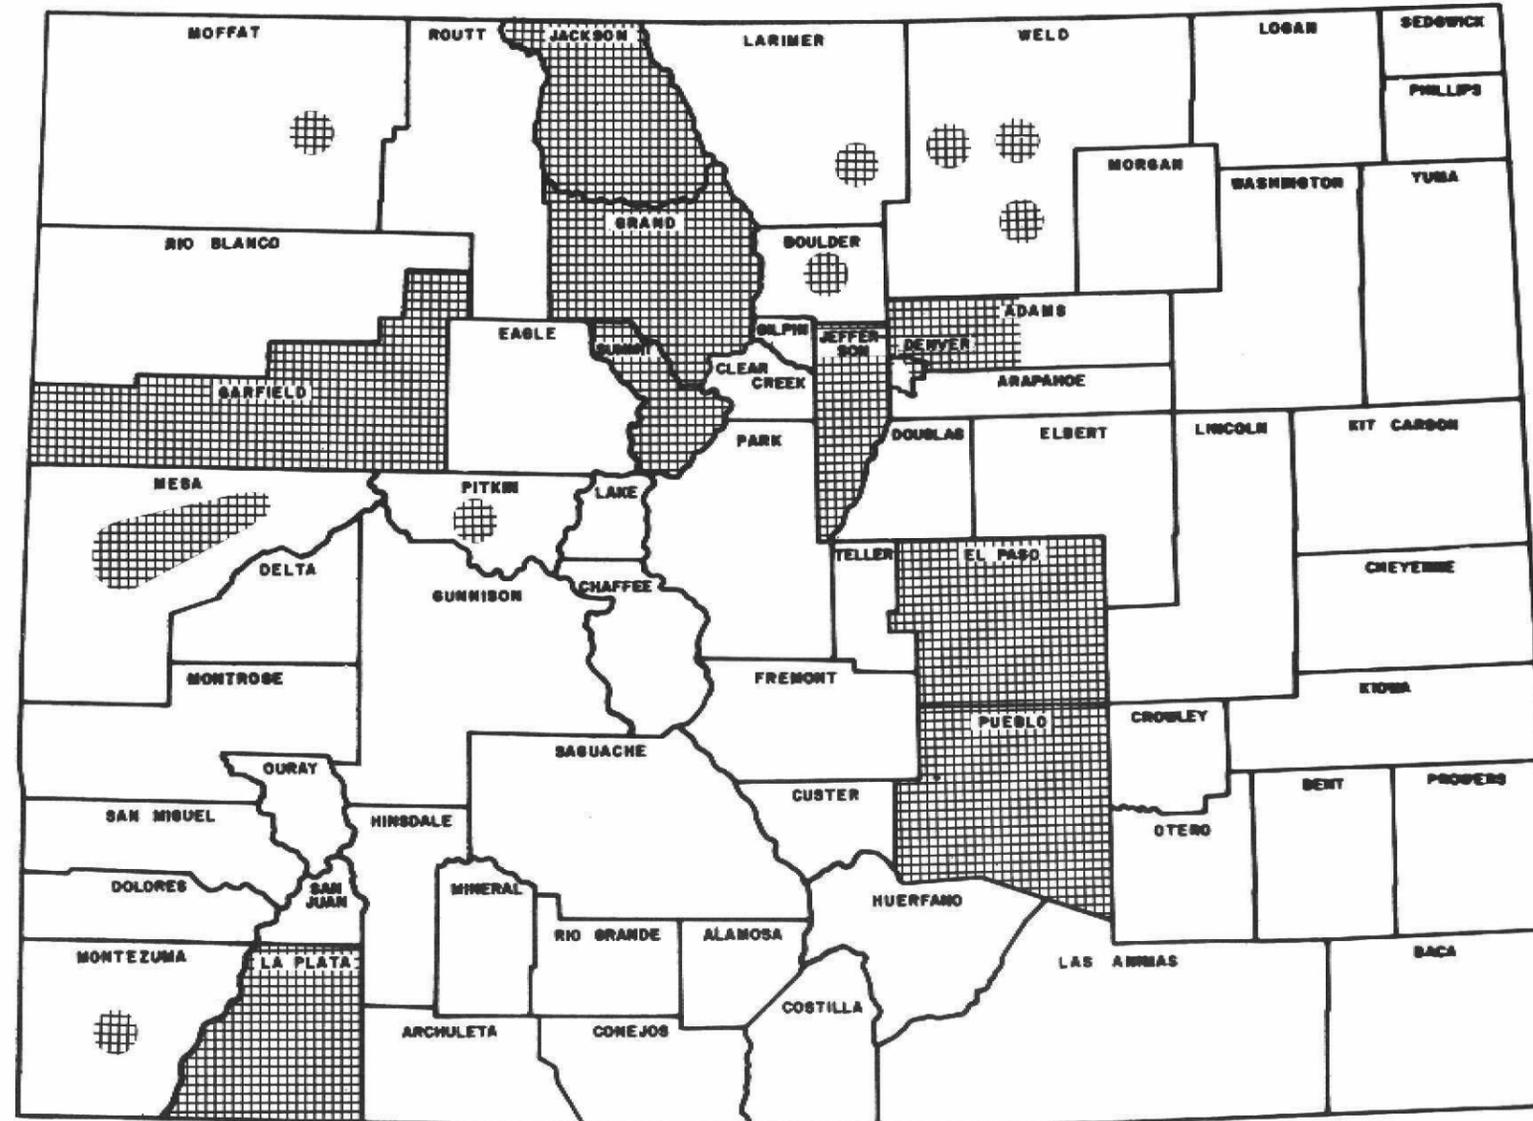 MOFFAT
ROUTT
JACKSON
LARIMER
WELD
LOGAN
SEDGWICK
PHILLIPS
MORGAN
WASHINGTON
YUMA
RIO BLANCO
GRAND
BOULDER
ADAMS
EAGLE
SUMMIT
GILPIN
JEFFER
SON
DENVER
CLEAR
CREEK
ARAPAHOE
GARFIELD
PARK
DOUGLAS
ELBERT
LINCOLN
KIT CARSON
MESA
PITKIN
LAKE
DELTA
GUNNISON
CHAFFEE
TELLER
EL PASO
CHEYENNE
MONTROSE
FREMONT
KIOWA
PUEBLO
CROWLEY
OURAY
SAGUACHE
CUSTER
BENT
PROWERS
SAN MIGUEL
HINSDALE
OTERO
DOLORES
SAN
JUAN
MINERAL
HUERFANO
RIO GRANDE
ALAMOSA
MONTEZUMA
LA PLATA
LAS ANIMAS
BACA
COSTILLA
ARCHULETA
CONEJOS